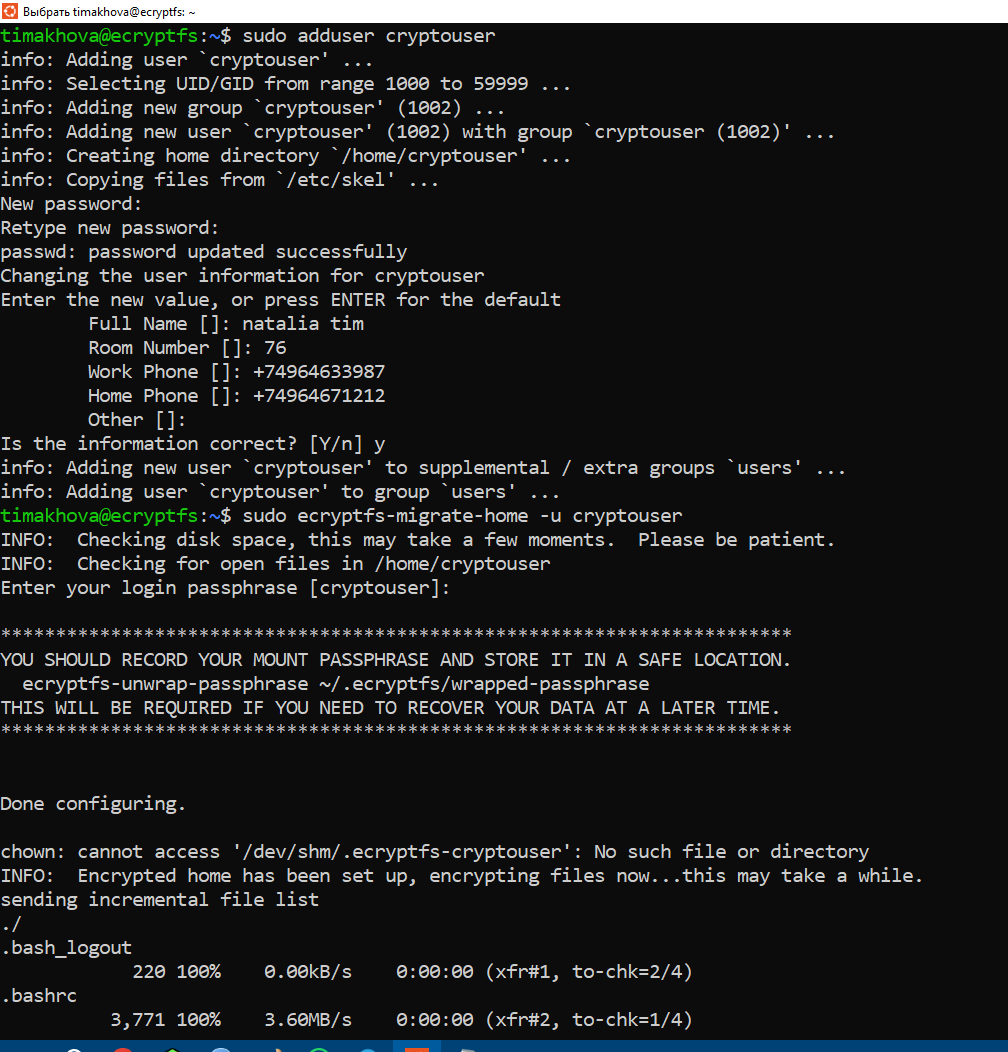 Выбрать timakhova@ecryptfs: ~
timakhova@ecryptfs:~$ sudo adduser cryptouser
info: Adding user `cryptouser' ...
info: Selecting UID/GID from range 1000 to 59999 ...
info: Adding new group `cryptouser' (1002) ...
info: Adding new user `cryptouser' (1002) with group `cryptouser (1002)' ...
info: Creating home directory `/home/cryptouser' ...
info: Copying files from `/etc/skel' ...
New password:
Retype new password:
passwd: password updated successfully
Changing the user information for cryptouser
Enter the new value, or press ENTER for the default
        Full Name []: natalia tim
        Room Number []: 76
        Work Phone []: +74964633987
        Home Phone []: +74964671212
        Other []:
Is the information correct? [Y/n] y
info: Adding new user `cryptouser' to supplemental / extra groups `users' ...
info: Adding user `cryptouser' to group `users' ...
timakhova@ecryptfs:~$ sudo ecryptfs-migrate-home -u cryptouser
INFO:  Checking disk space, this may take a few moments.  Please be patient.
INFO:  Checking for open files in /home/cryptouser
Enter your login passphrase [cryptouser]:
************************************************************************
YOU SHOULD RECORD YOUR MOUNT PASSPHRASE AND STORE IT IN A SAFE LOCATION.
  ecryptfs-unwrap-passphrase ~/.ecryptfs/wrapped-passphrase
THIS WILL BE REQUIRED IF YOU NEED TO RECOVER YOUR DATA AT A LATER TIME.
************************************************************************
Done configuring.
chown: cannot access '/dev/shm/.ecryptfs-cryptouser': No such file or directory
INFO:  Encrypted home has been set up, encrypting files now...this may take a while.
sending incremental file list
./
.bash_logout
            220 100%    0.00kB/s    0:00:00 (xfr#1, to-chk=2/4)
.bashrc
          3,771 100%    3.60MB/s    0:00:00 (xfr#2, to-chk=1/4)